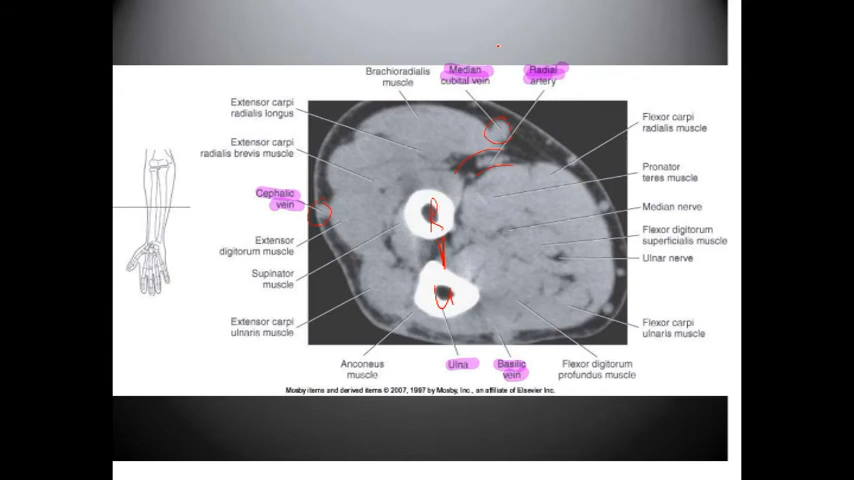 Brachioradialis
muscle
Median
cubital vein
Radial
artery
Extensor carpi
radialis longus
Flexor carpi
radialis muscle
Extensor carpi
radialis brevis muscle
Pronator
teres muscle
Cephalic
vein
Median nerve
R
Flexor digitorum
superficialis muscle
Extensor
digitorum muscle
Ulnar nerve
Supinator
muscle
U
Extensor carpi
ulnaris muscle
Flexor carpi
ulnaris muscle
Anconeus
muscle
Ulna
Basilic
vein
Flexor digitorum
profundus muscle
Mosby items and derived items © 2007, 1997 by Mosby, Inc., an affiliate of Elsevier Inc.